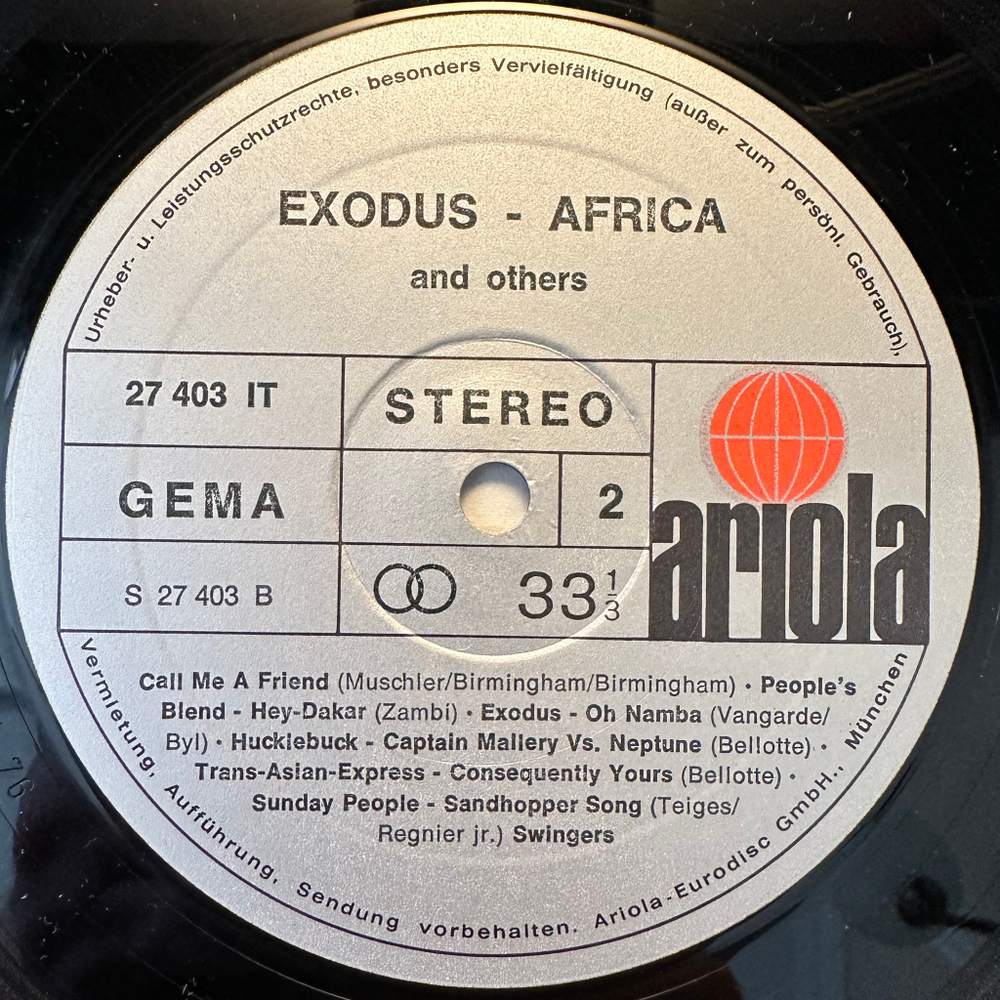 Urheber- u. Leistungsschutzrechte, besonders Vervielfältigung (außer zum persönl. Gebrauch),
EXODUS - AFRICA
and others
27 403 IT
STEREO
GEMA
2
ariola
S 27 403 B
33 1/3
Call Me A Friend (Muschler/Birmingham/Birmingham) · People's
Blend - Hey-Dakar (Zambi) · Exodus - Oh Namba (Vangarde/
Byl) · Hucklebuck - Captain Mallery Vs. Neptune (Bellotte) ·
Trans-Asian-Express - Consequently Yours (Bellotte) ·
Sunday People - Sandhopper Song (Teiges/
Regnier jr.) Swingers
Vermietung, Aufführung, Sendung vorbehalten. Ariola-Eurodisc GmbH., München